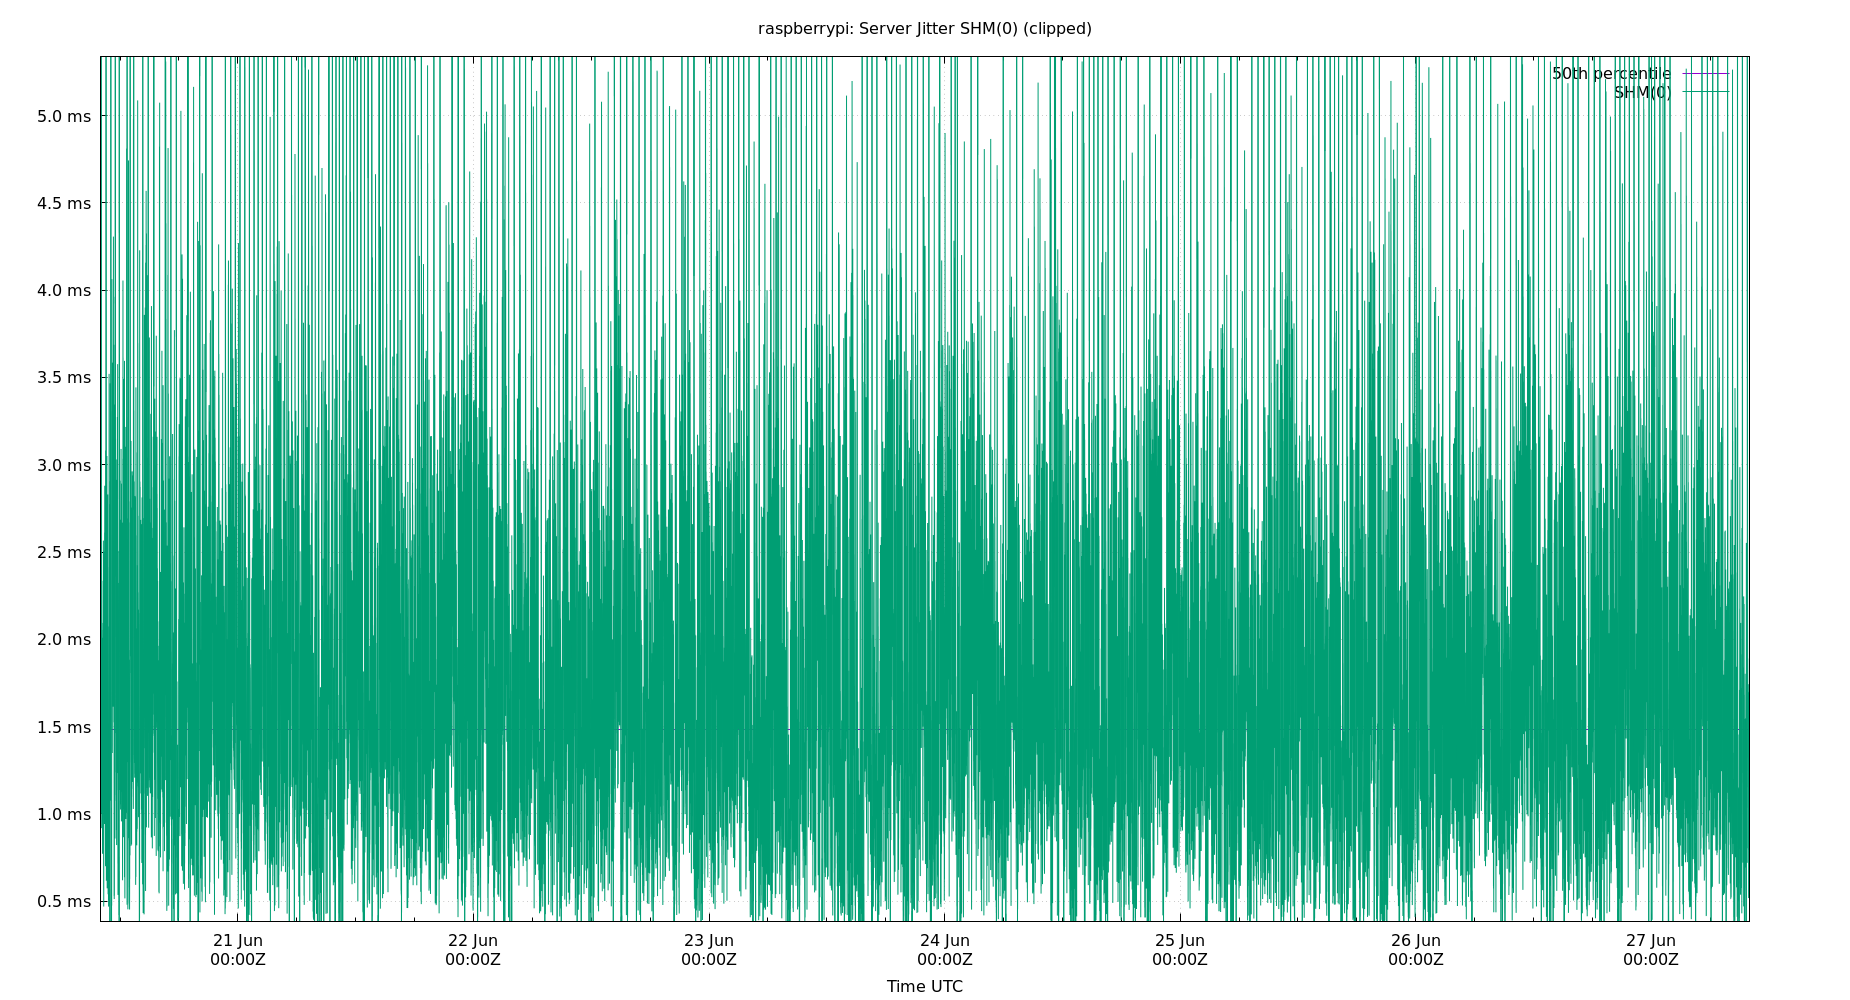 raspberrypi: Server Jitter SHM(0) (clipped)
50th percentile
SHM(0)
5.0 ms
4.5 ms
4.0 ms
3.5 ms
3.0 ms
2.5 ms
2.0 ms
1.5 ms
1.0 ms
0.5 ms
21 Jun 22 Jun 23 Jun 24 Jun 25 Jun 26 Jun 27 Jun
00:00Z 00:00Z 00:00Z 00:00Z 00:00Z 00:00Z 00:00Z
Time UTC